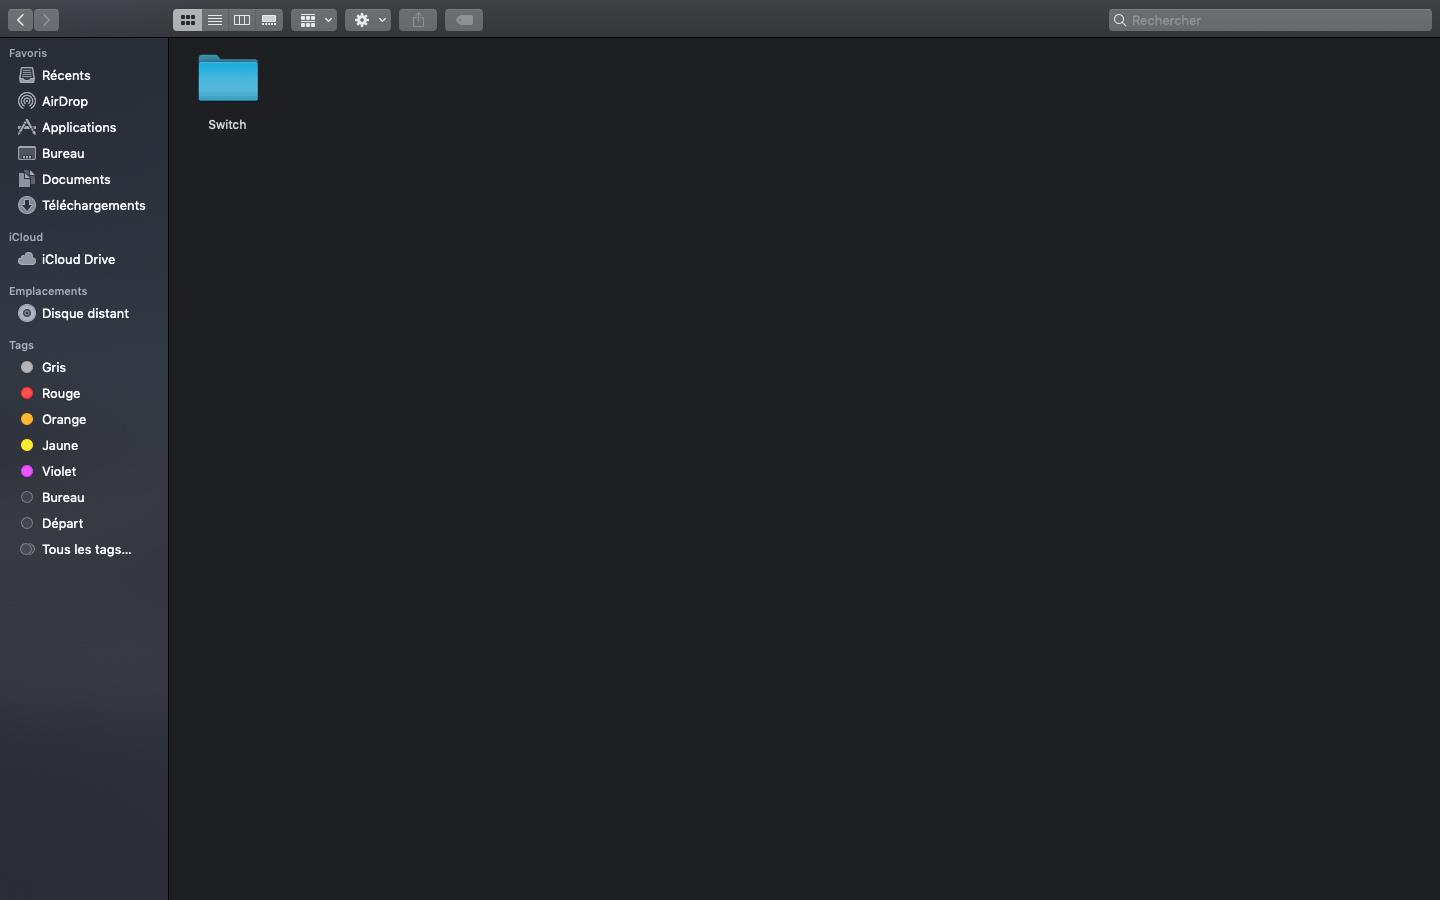 Rechercher
Favoris
Récents
AirDrop
Applications
Bureau
Documents
Téléchargements
iCloud
iCloud Drive
Emplacements
Disque distant
Tags
Gris
Rouge
Orange
Jaune
Violet
Bureau
Départ
Tous les tags...
Switch